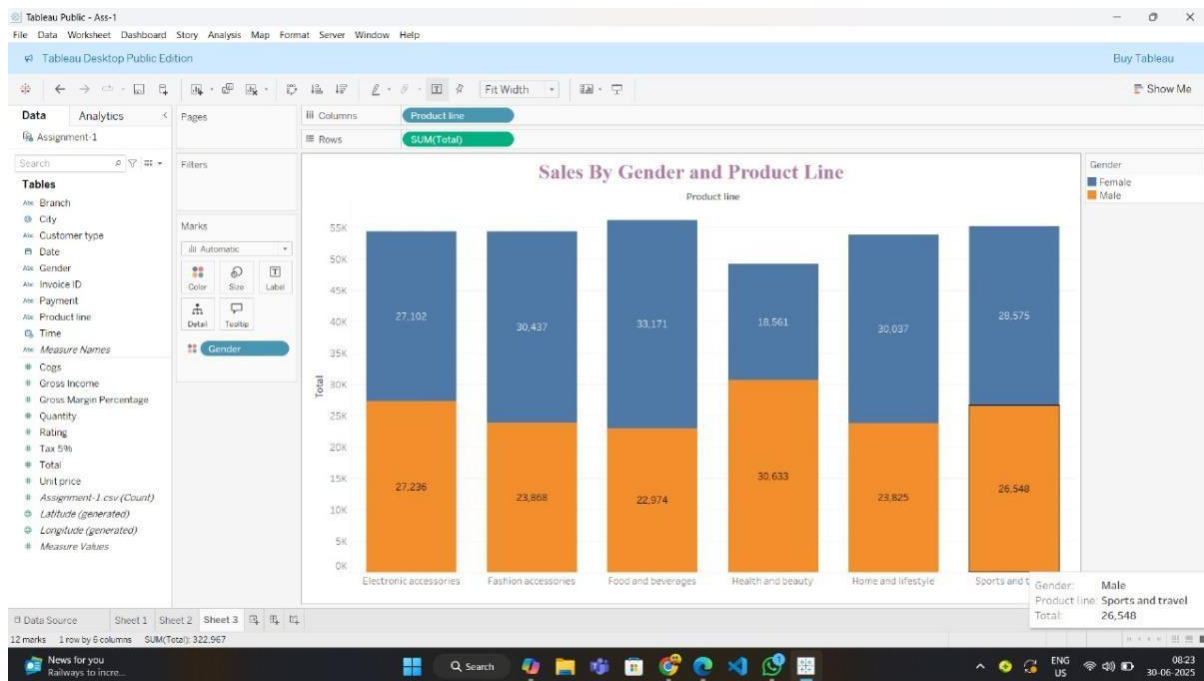 Tableau Public - Ass-1
File Data Worksheet Dashboard Story Analysis Map Format Server Window Help
Tableau Desktop Public Edition
Buy Tableau
Fit Width
Show Me
Data Analytics
Assignment-1
Search
Tables
Abc Branch
City
Abc Customer type
Date
Abc Gender
Abc Invoice ID
Abc Payment
Abc Product line
Time
Abc Measure Names
# Cogs
# Gross Income
# Gross Margin Percentage
# Quantity
# Rating
# Tax 5%
# Total
# Unit price
# Assignment-1.csv (Count)
Latitude (generated)
Longitude (generated)
# Measure Values
Pages
Filters
Marks
Automatic
Color Size Label
Detail Tooltip
Gender
Columns Product line
Rows SUM(Total)
Sales By Gender and Product Line
Product line
Total
55K
50K
45K
40K
35K
30K
25K
20K
15K
10K
5K
0K
27,102 30,437 33,171 18,561 30,037 28,575
27,236 23,868 22,974 30,633 23,825 26,548
Electronic accessories Fashion accessories Food and beverages Health and beauty Home and lifestyle Sports and t
Gender: Male
Product line: Sports and travel
Total: 26,548
Gender
Female
Male
Data Source Sheet 1 Sheet 2 Sheet 3
12 marks 1 row by 6 columns SUM(Total): 322,967
News for you
Railways to incre...
Search
ENG
US
08:23
30-06-2025